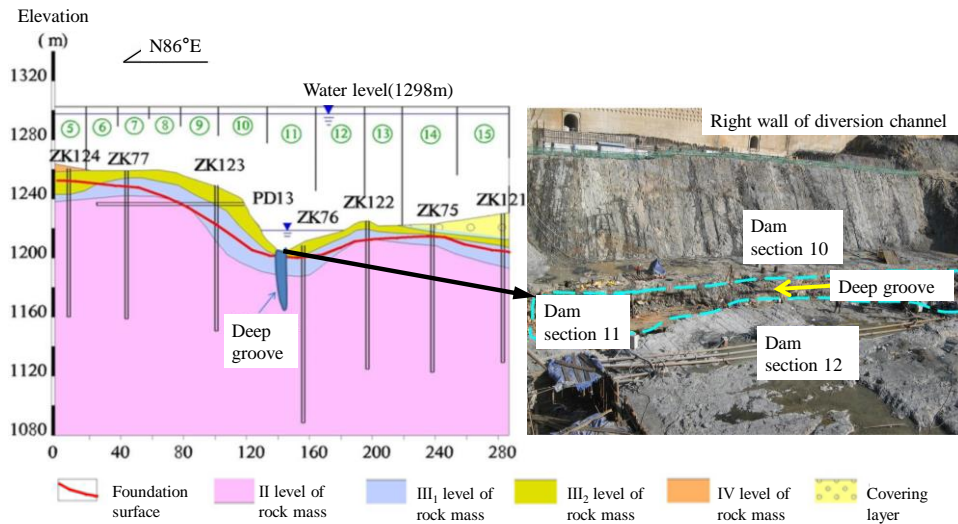 Elevation
( m)
N86°E
1320
Water level(1298m)
1280
⑤ ⑥ ⑦ ⑧ ⑨ ⑩ ⑪ ⑫ ⑬ ⑭ ⑮
ZK124
ZK77
ZK123
1240
PD13
ZK76
ZK122
ZK75
ZK121
1200
1160
Deep
groove
1120
1080
0 40 80 120 160 200 240 280
Right wall of diversion channel
Dam
section 10
Deep groove
Dam
section 11
Dam
section 12
Foundation
surface
II level of
rock mass
III₁ level of
rock mass
III₂ level of
rock mass
IV level of
rock mass
Covering
layer